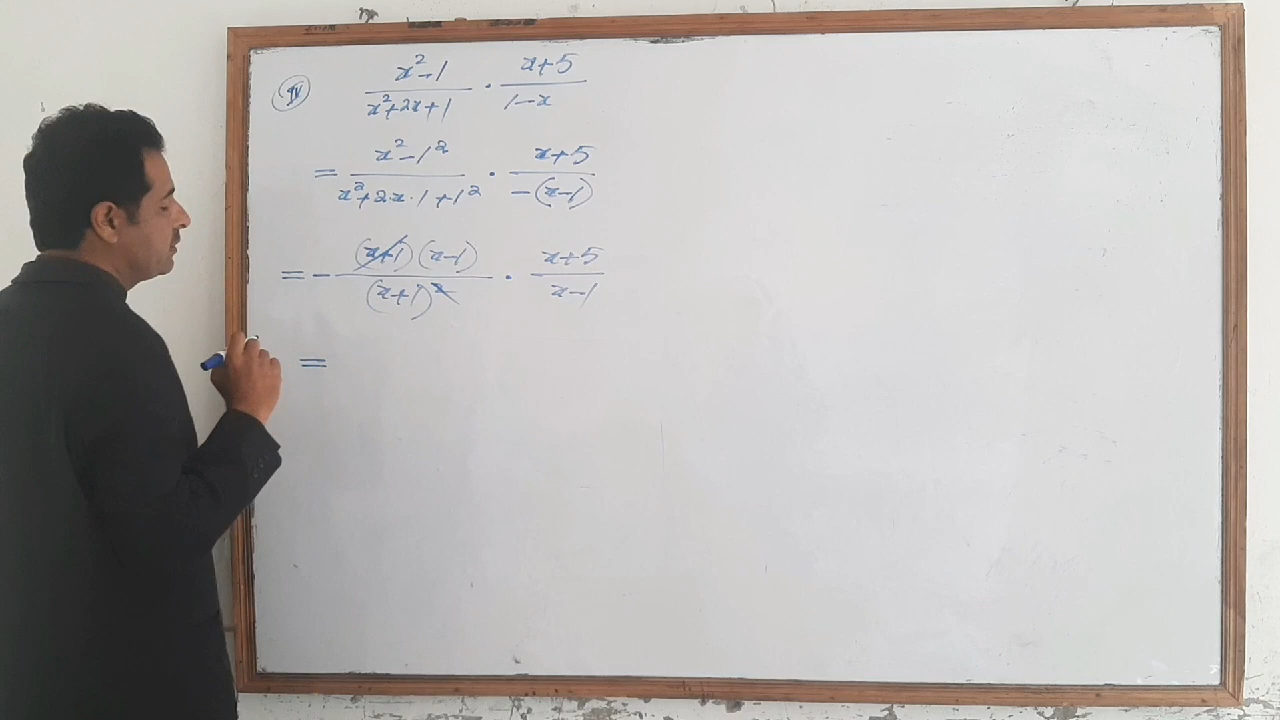 (IV) x²-1 / x²+2x+1 · x+5 / 1-x
= x²-1² / x²+2x·1+1² · x+5 / -(x-1)
= - (x+1)(x-1) / (x+1)² · x+5 / x-1
=